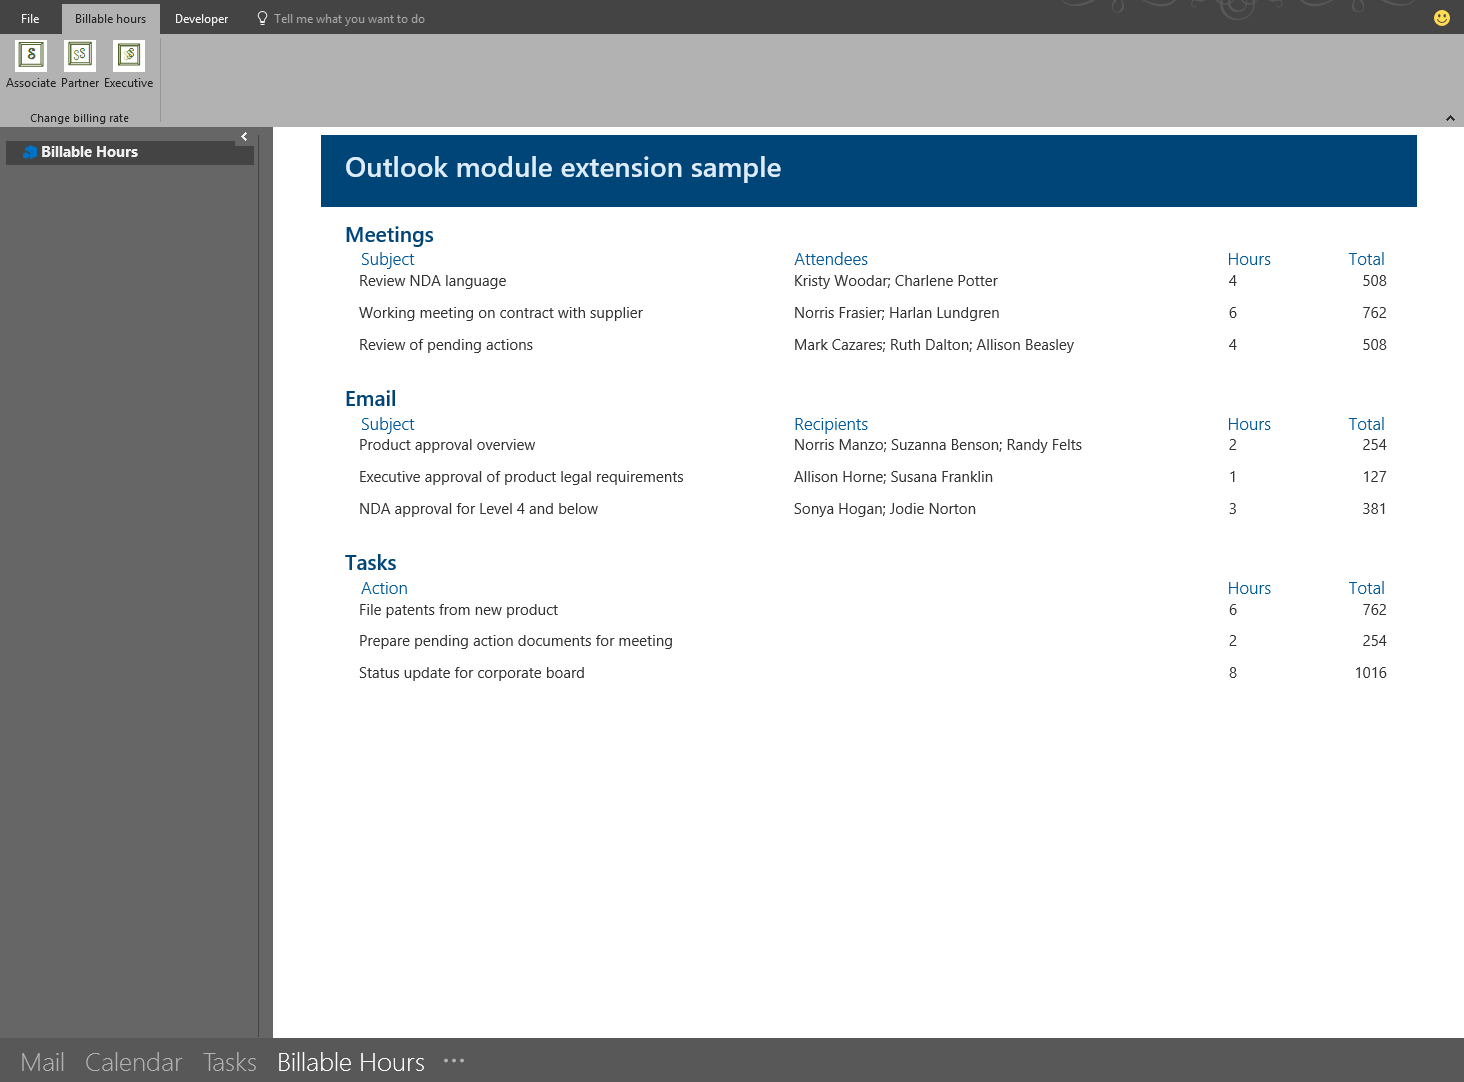 File Billable hours Developer Tell me what you want to do
Associate Partner Executive
Change billing rate
Billable Hours
Outlook module extension sample
Meetings
Subject Attendees Hours Total
Review NDA language Kristy Woodar; Charlene Potter 4 508
Working meeting on contract with supplier Norris Frasier; Harlan Lundgren 6 762
Review of pending actions Mark Cazares; Ruth Dalton; Allison Beasley 4 508
Email
Subject Recipients Hours Total
Product approval overview Norris Manzo; Suzanna Benson; Randy Felts 2 254
Executive approval of product legal requirements Allison Horne; Susana Franklin 1 127
NDA approval for Level 4 and below Sonya Hogan; Jodie Norton 3 381
Tasks
Action Hours Total
File patents from new product 6 762
Prepare pending action documents for meeting 2 254
Status update for corporate board 8 1016
Mail Calendar Tasks Billable Hours ···